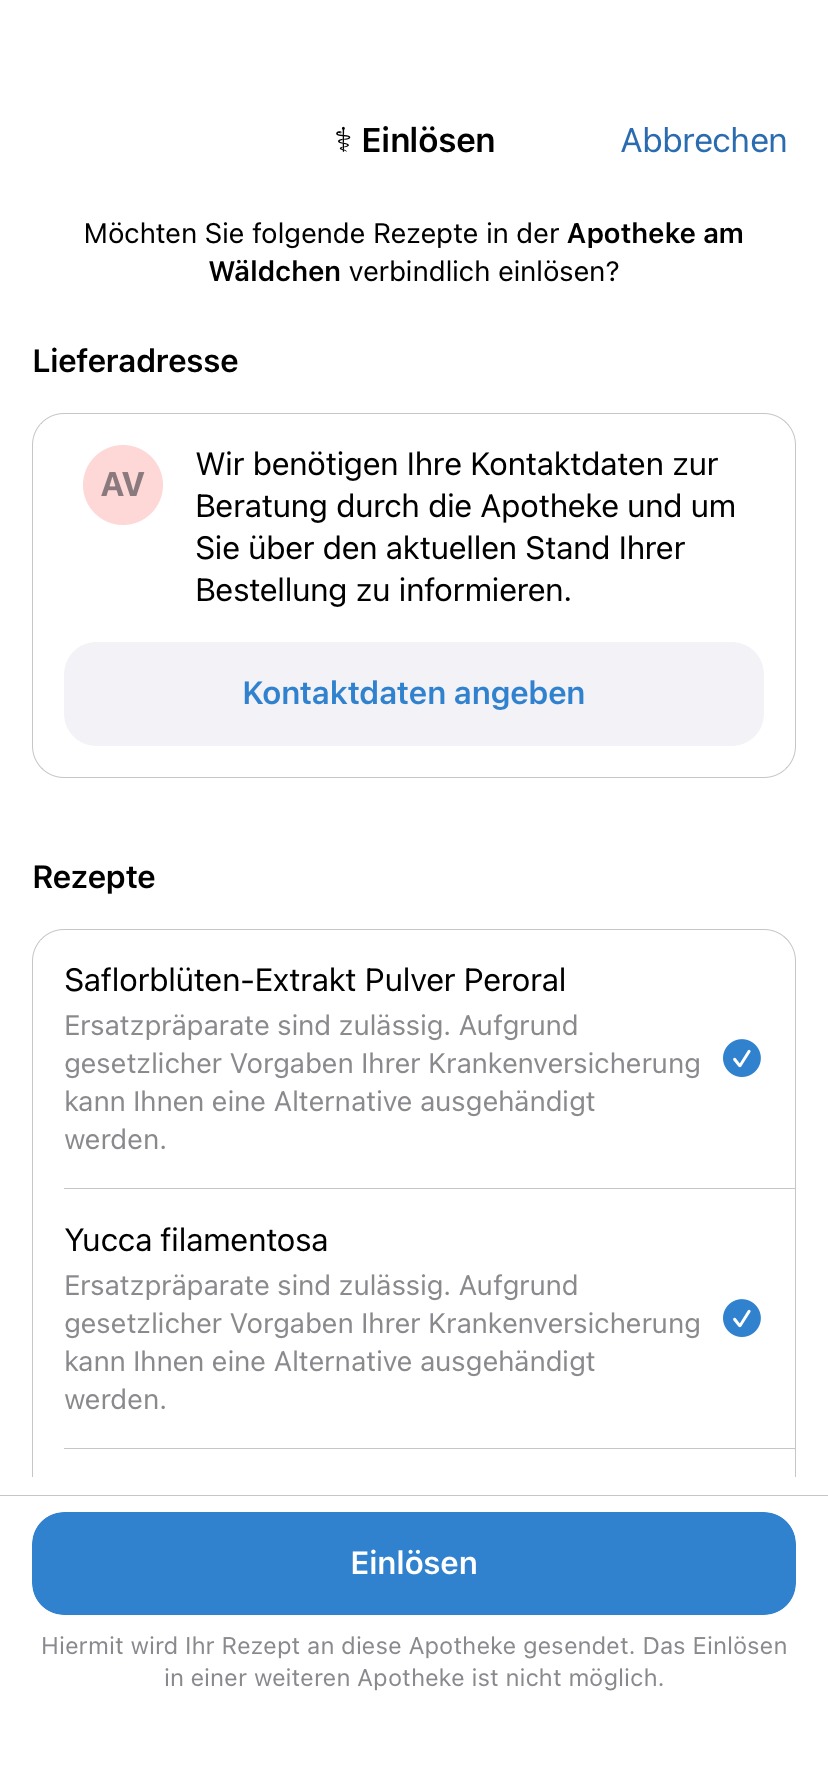 ⚕ Einlösen
Abbrechen
Möchten Sie folgende Rezepte in der Apotheke am
Wäldchen verbindlich einlösen?
Lieferadresse
AV
Wir benötigen Ihre Kontaktdaten zur
Beratung durch die Apotheke und um
Sie über den aktuellen Stand Ihrer
Bestellung zu informieren.
Kontaktdaten angeben
Rezepte
Saflorblüten-Extrakt Pulver Peroral
Ersatzpräparate sind zulässig. Aufgrund
gesetzlicher Vorgaben Ihrer Krankenversicherung
kann Ihnen eine Alternative ausgehändigt
werden.
Yucca filamentosa
Ersatzpräparate sind zulässig. Aufgrund
gesetzlicher Vorgaben Ihrer Krankenversicherung
kann Ihnen eine Alternative ausgehändigt
werden.
Einlösen
Hiermit wird Ihr Rezept an diese Apotheke gesendet. Das Einlösen
in einer weiteren Apotheke ist nicht möglich.